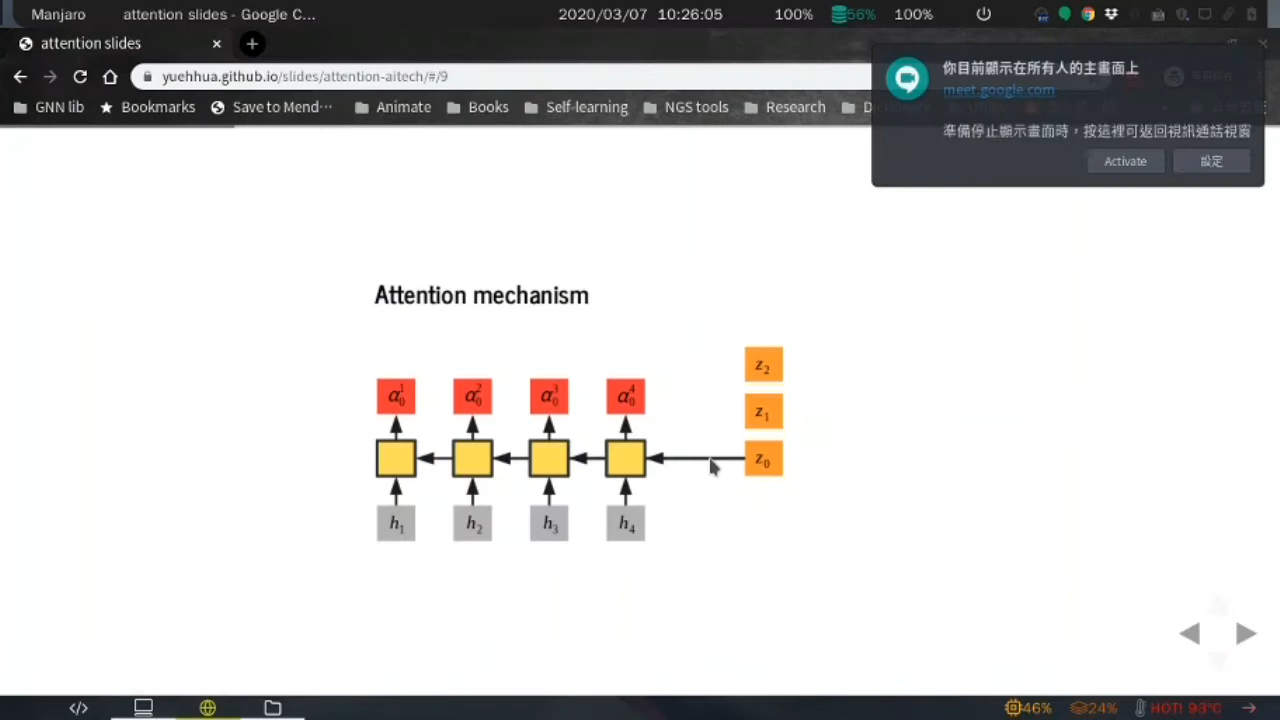 Manjaro attention slides - Google C... 2020/03/07 10:26:05 100% 56% 100%
attention slides
yuehhua.github.io/slides/attention-aitech/#/9
GNN lib Bookmarks Save to Mend... Animate Books Self-learning NGS tools Research
你目前顯示在所有人的主畫面上
meet.google.com
準備停止顯示畫面時，按這裡可返回視訊通話視窗
Activate 設定
Attention mechanism
z₂
α₀¹ α₀² α₀³ α₀⁴
z₁
z₀
h₁ h₂ h₃ h₄
46% 24% HOT! 93°C